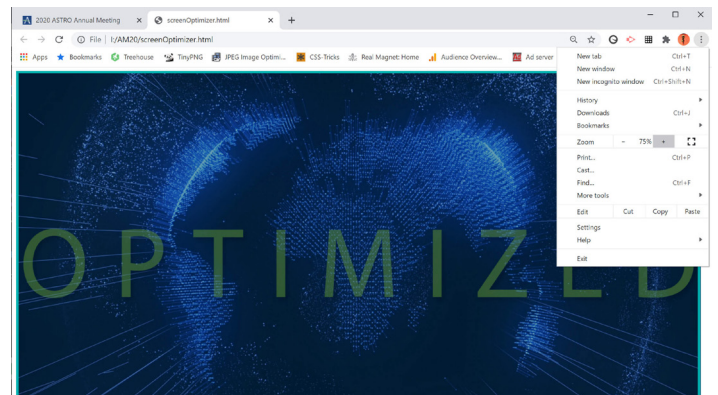 2020 ASTRO Annual Meeting
screenOptimizer.html
File | I:/AM20/screenOptimizer.html
Apps Bookmarks Treehouse TinyPNG JPEG Image Optimi... CSS-Tricks Real Magnet: Home Audience Overview... Ad server
New tab Ctrl+T
New window Ctrl+N
New incognito window Ctrl+Shift+N
History
Downloads Ctrl+J
Bookmarks
Zoom - 75% +
Print... Ctrl+P
Cast...
Find... Ctrl+F
More tools
Edit Cut Copy Paste
Settings
Help
Exit
OPTIMIZED